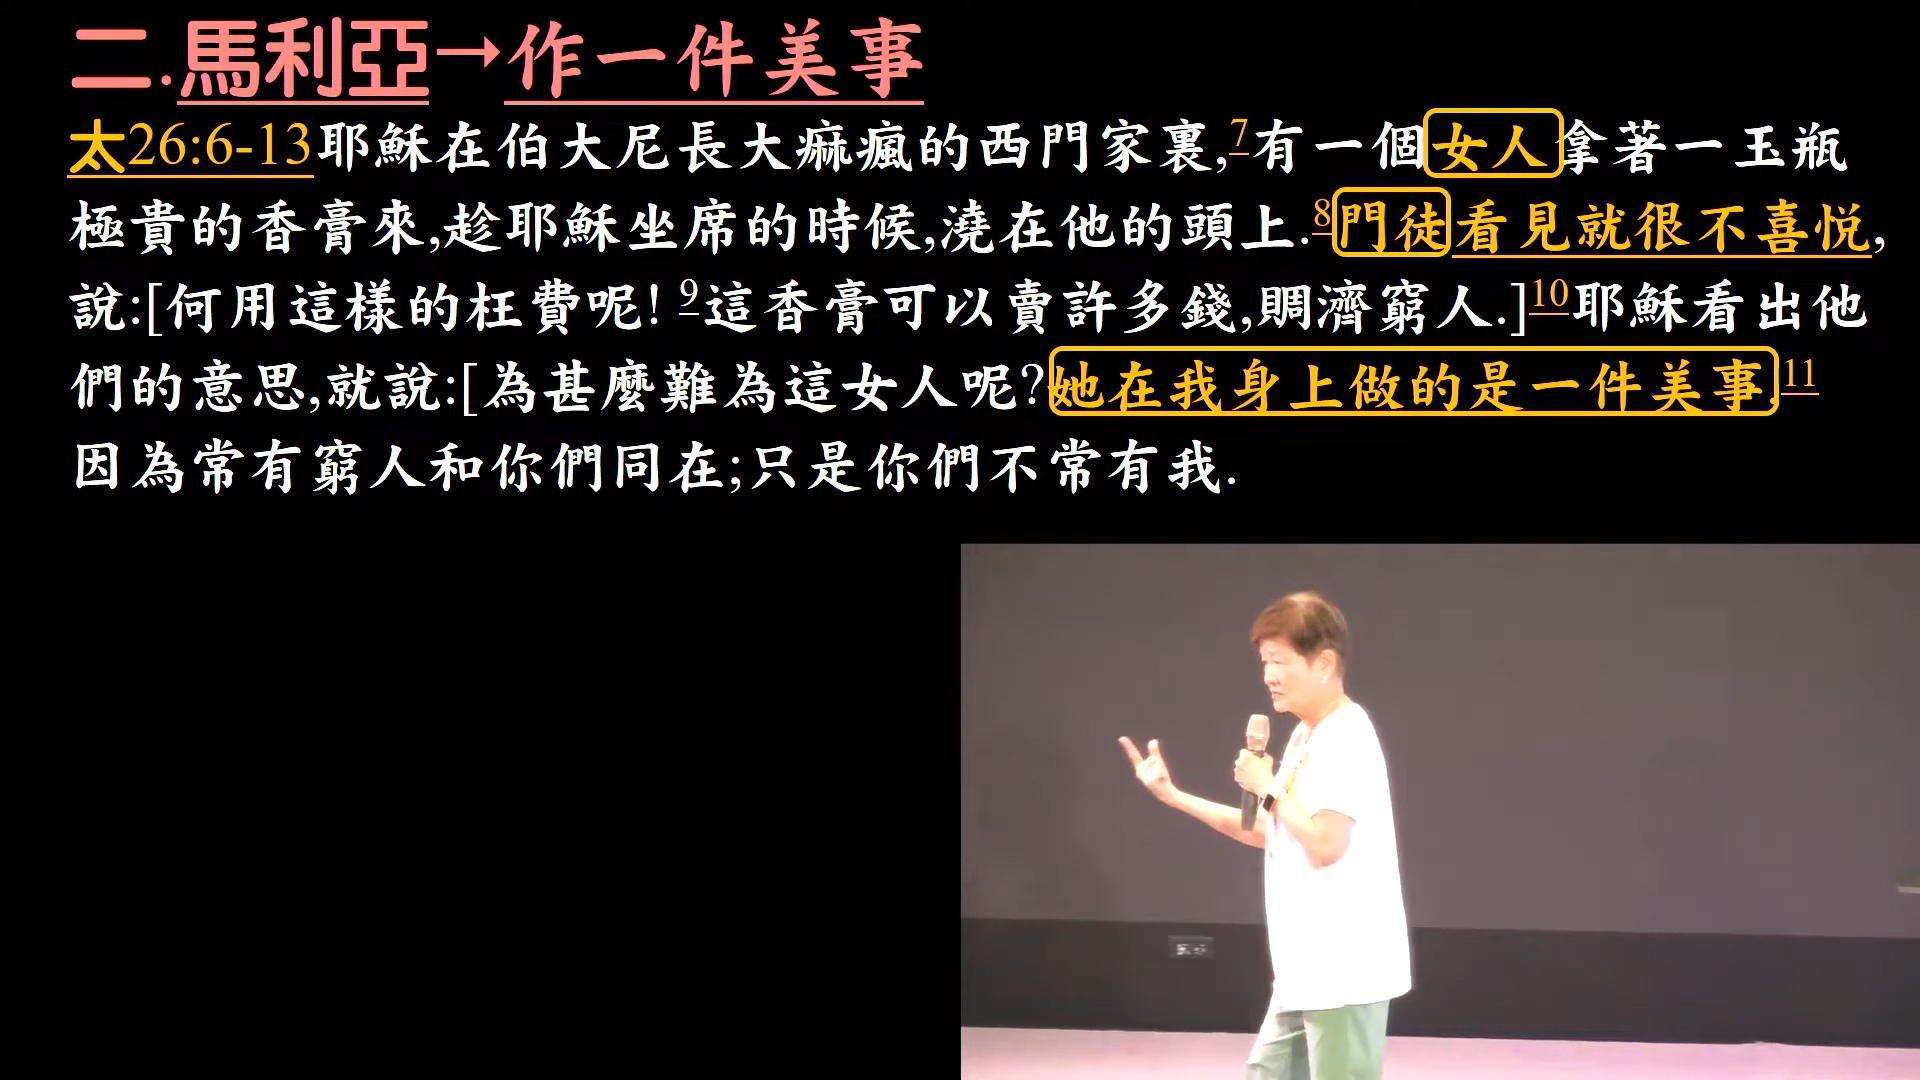 二.馬利亞→作一件美事
太26:6-13耶穌在伯大尼長大痲瘋的西門家裏,7有一個女人拿著一玉瓶
極貴的香膏來,趁耶穌坐席的時候,澆在他的頭上.8門徒看見就很不喜悅,
說:[何用這樣的枉費呢! 9這香膏可以賣許多錢,賙濟窮人.]10耶穌看出他
們的意思,就說:[為甚麼難為這女人呢?她在我身上做的是一件美事.11
因為常有窮人和你們同在;只是你們不常有我.